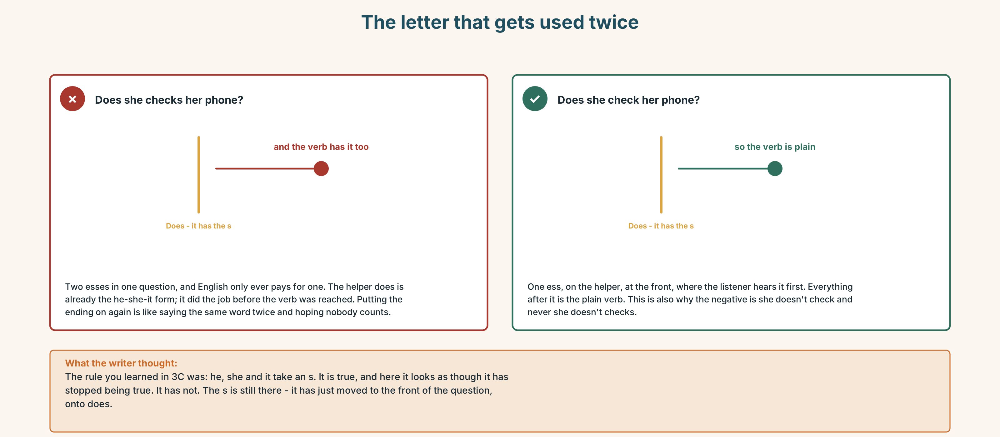 The letter that gets used twice
Does she checks her phone?
and the verb has it too
Does - it has the s
Two esses in one question, and English only ever pays for one. The helper does is
already the he-she-it form; it did the job before the verb was reached. Putting the
ending on again is like saying the same word twice and hoping nobody counts.
Does she check her phone?
so the verb is plain
Does - it has the s
One ess, on the helper, at the front, where the listener hears it first. Everything
after it is the plain verb. This is also why the negative is she doesn't check and
never she doesn't checks.
What the writer thought:
The rule you learned in 3C was: he, she and it take an s. It is true, and here it looks as though it has
stopped being true. It has not. The s is still there - it has just moved to the front of the question,
onto does.